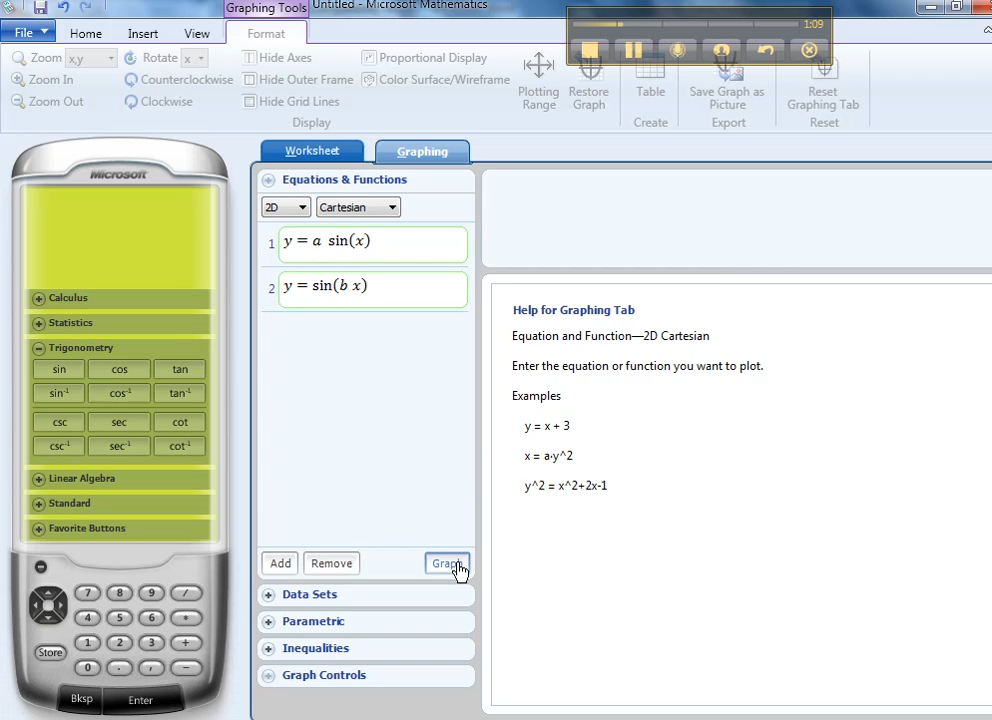 Graphing Tools
Untitled - Microsoft Mathematics
1:09
File Home Insert View Format
Zoom x,y Rotate x Hide Axes Proportional Display
Zoom In Counterclockwise Hide Outer Frame Color Surface/Wireframe
Zoom Out Clockwise Hide Grid Lines
Plotting Range
Restore Graph
Table
Save Graph as Picture
Reset Graphing Tab
Display Create Export Reset
Microsoft
Calculus
Statistics
Trigonometry
sin cos tan
sin-1 cos-1 tan-1
csc sec cot
csc-1 sec-1 cot-1
Linear Algebra
Standard
Favorite Buttons
7 8 9 /
4 5 6 *
1 2 3 +
0 . , −
Store
Bksp Enter
Worksheet Graphing
Equations & Functions
2D Cartesian
1 y = a sin(x)
2 y = sin(b x)
Add Remove Graph
Data Sets
Parametric
Inequalities
Graph Controls
Help for Graphing Tab
Equation and Function—2D Cartesian
Enter the equation or function you want to plot.
Examples
y = x + 3
x = a·y^2
y^2 = x^2+2x-1